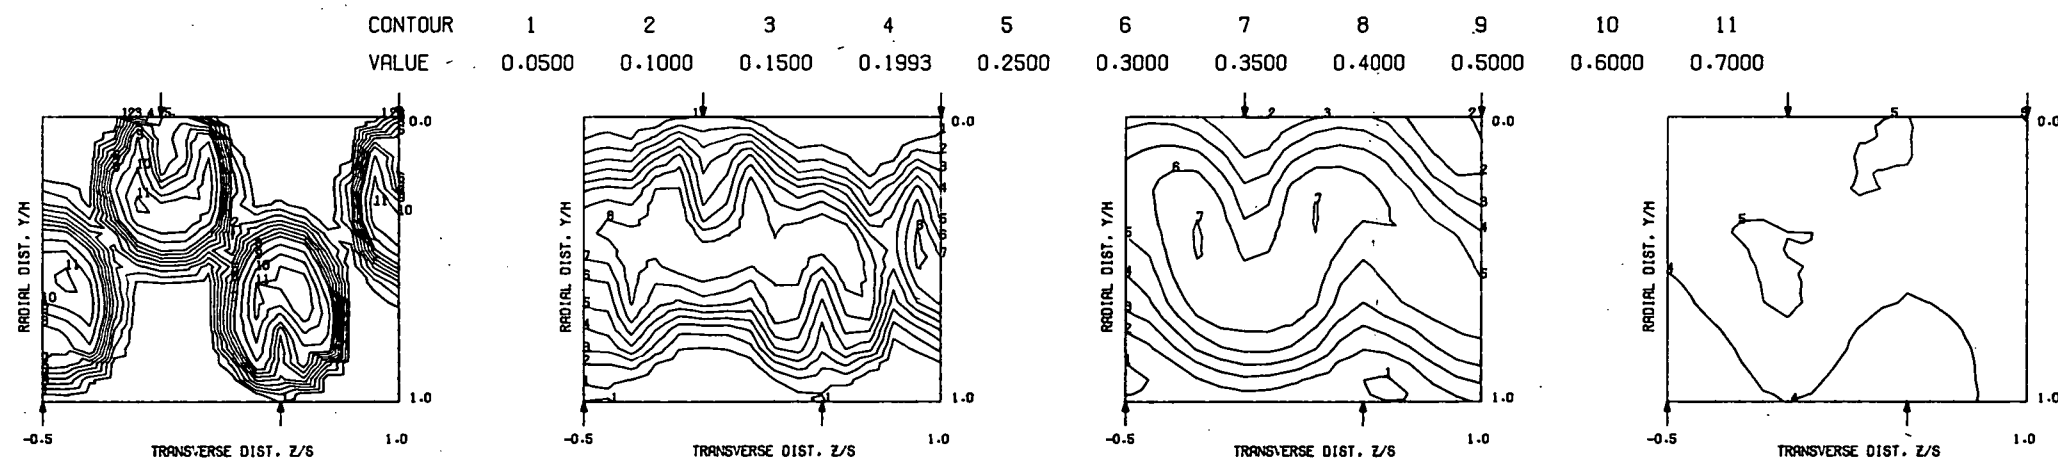 CONTOUR 1 2 3 4 5 6 7 8 9 10 11
VALUE 0.0500 0.1000 0.1500 0.1993 0.2500 0.3000 0.3500 0.4000 0.5000 0.6000 0.7000
0.0 0.0 0.0 0.0
RADIAL DIST. Y/H RADIAL DIST. Y/H RADIAL DIST. Y/H RADIAL DIST. Y/H
1.0 1.0 1.0 1.0
-0.5 1.0 -0.5 1.0 -0.5 1.0 -0.5 1.0
TRANSVERSE DIST. Z/S TRANSVERSE DIST. Z/S TRANSVERSE DIST. Z/S TRANSVERSE DIST. Z/S